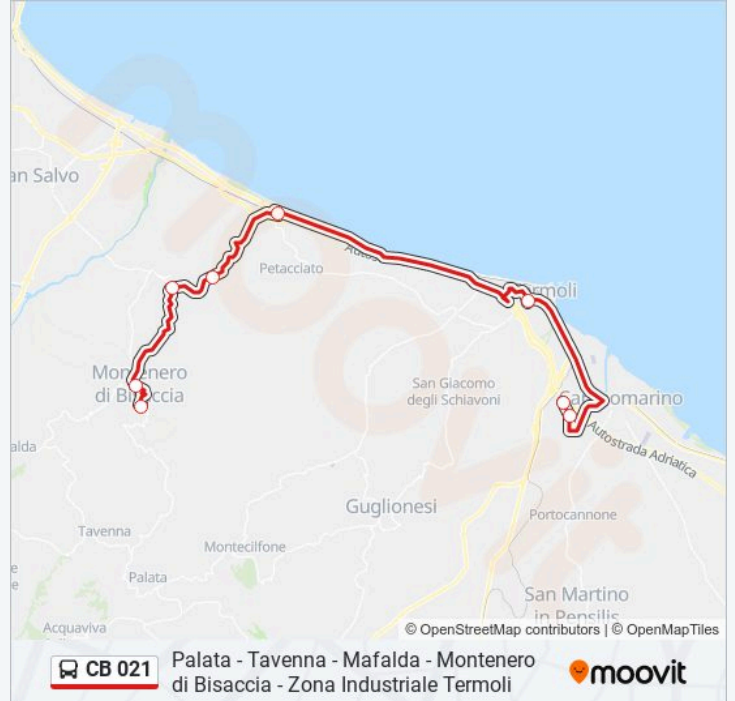 an Salvo
Petacciato
Termoli
Montenero
di Bisaccia
San Giacomo
degli Schiavoni
Campomarino
Autostrada Adriatica
alda
Guglionesi
Portocannone
Tavenna
Montecilfone
Palata
San Martino
in Pensilis
Acquaviva
© OpenStreetMap contributors | © OpenMapTiles
CB 021
Palata - Tavenna - Mafalda - Montenero
di Bisaccia - Zona Industriale Termoli
moovit